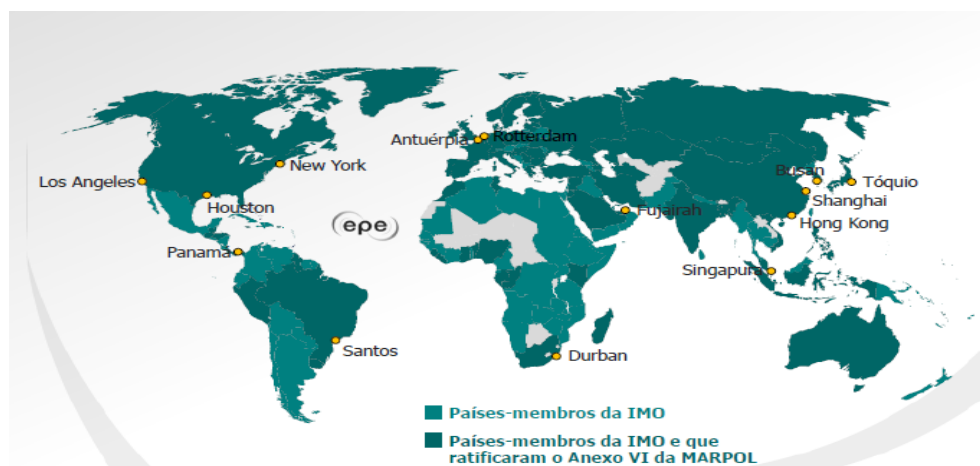 Antuérpia
Rotterdam
New York
Los Angeles
Houston
Busan
Tóquio
Shanghai
Hong Kong
Fujairah
epe
Panamá
Singapura
Santos
Durban
Países-membros da IMO
Países-membros da IMO e que
ratificaram o Anexo VI da MARPOL